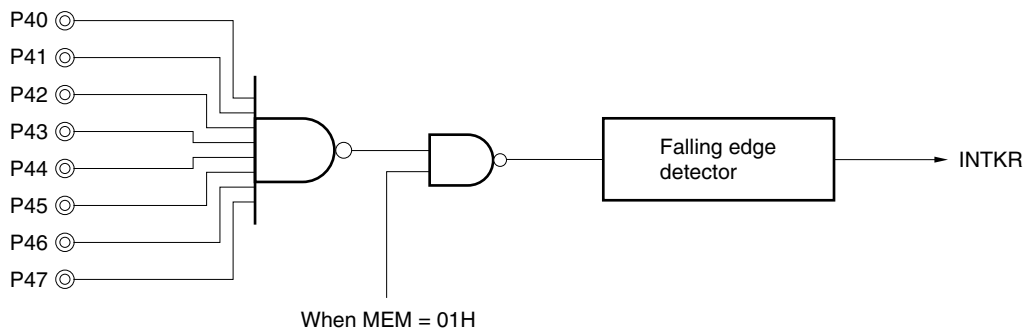 P40
P41
P42
P43
P44
P45
P46
P47
Falling edge
detector
INTKR
When MEM = 01H